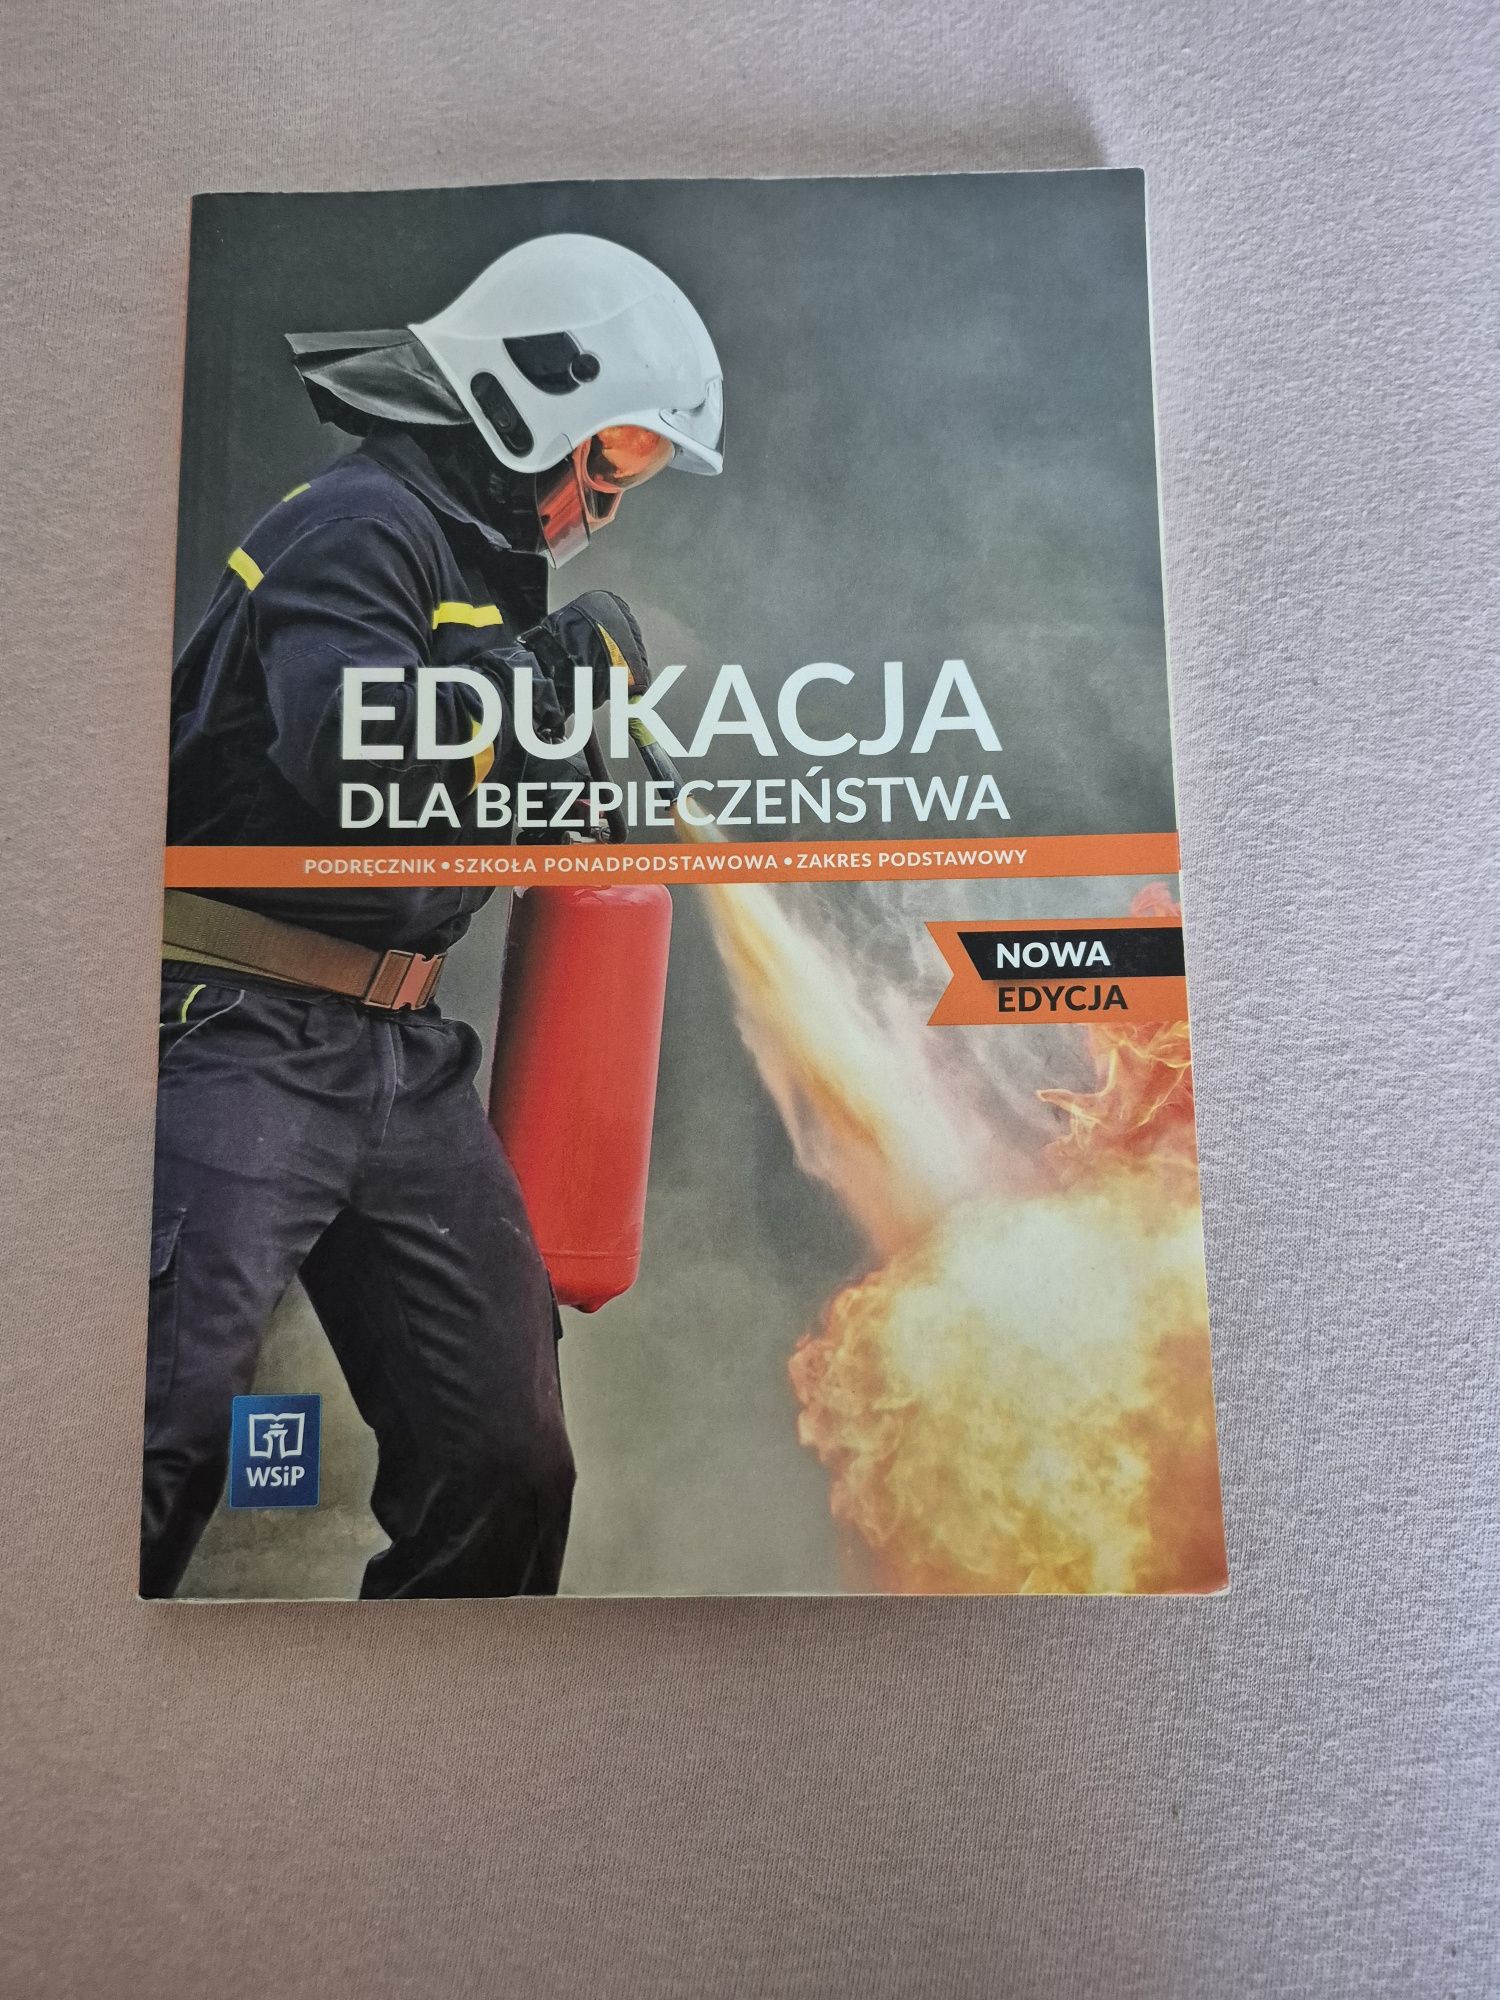 EDUKACJA
DLA BEZPIECZEŃSTWA
PODRĘCZNIK • SZKOŁA PONADPODSTAWOWA • ZAKRES PODSTAWOWY
NOWA
EDYCJA
WSiP